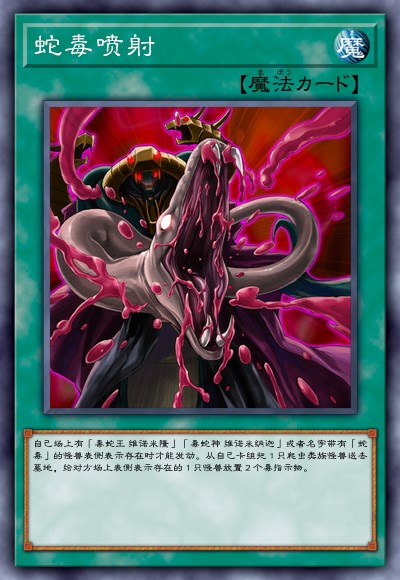 蛇毒喷射
魔
【魔法カード】
ま ほう
自己场上有「毒蛇王 维诺米隆」「毒蛇神 维诺米纳迦」或者名字带有「蛇
毒」的怪兽表侧表示存在时才能发动。从自己卡组把1只爬虫类族怪兽送去
墓地,给对方场上表侧表示存在的1只怪兽放置2个毒指示物。